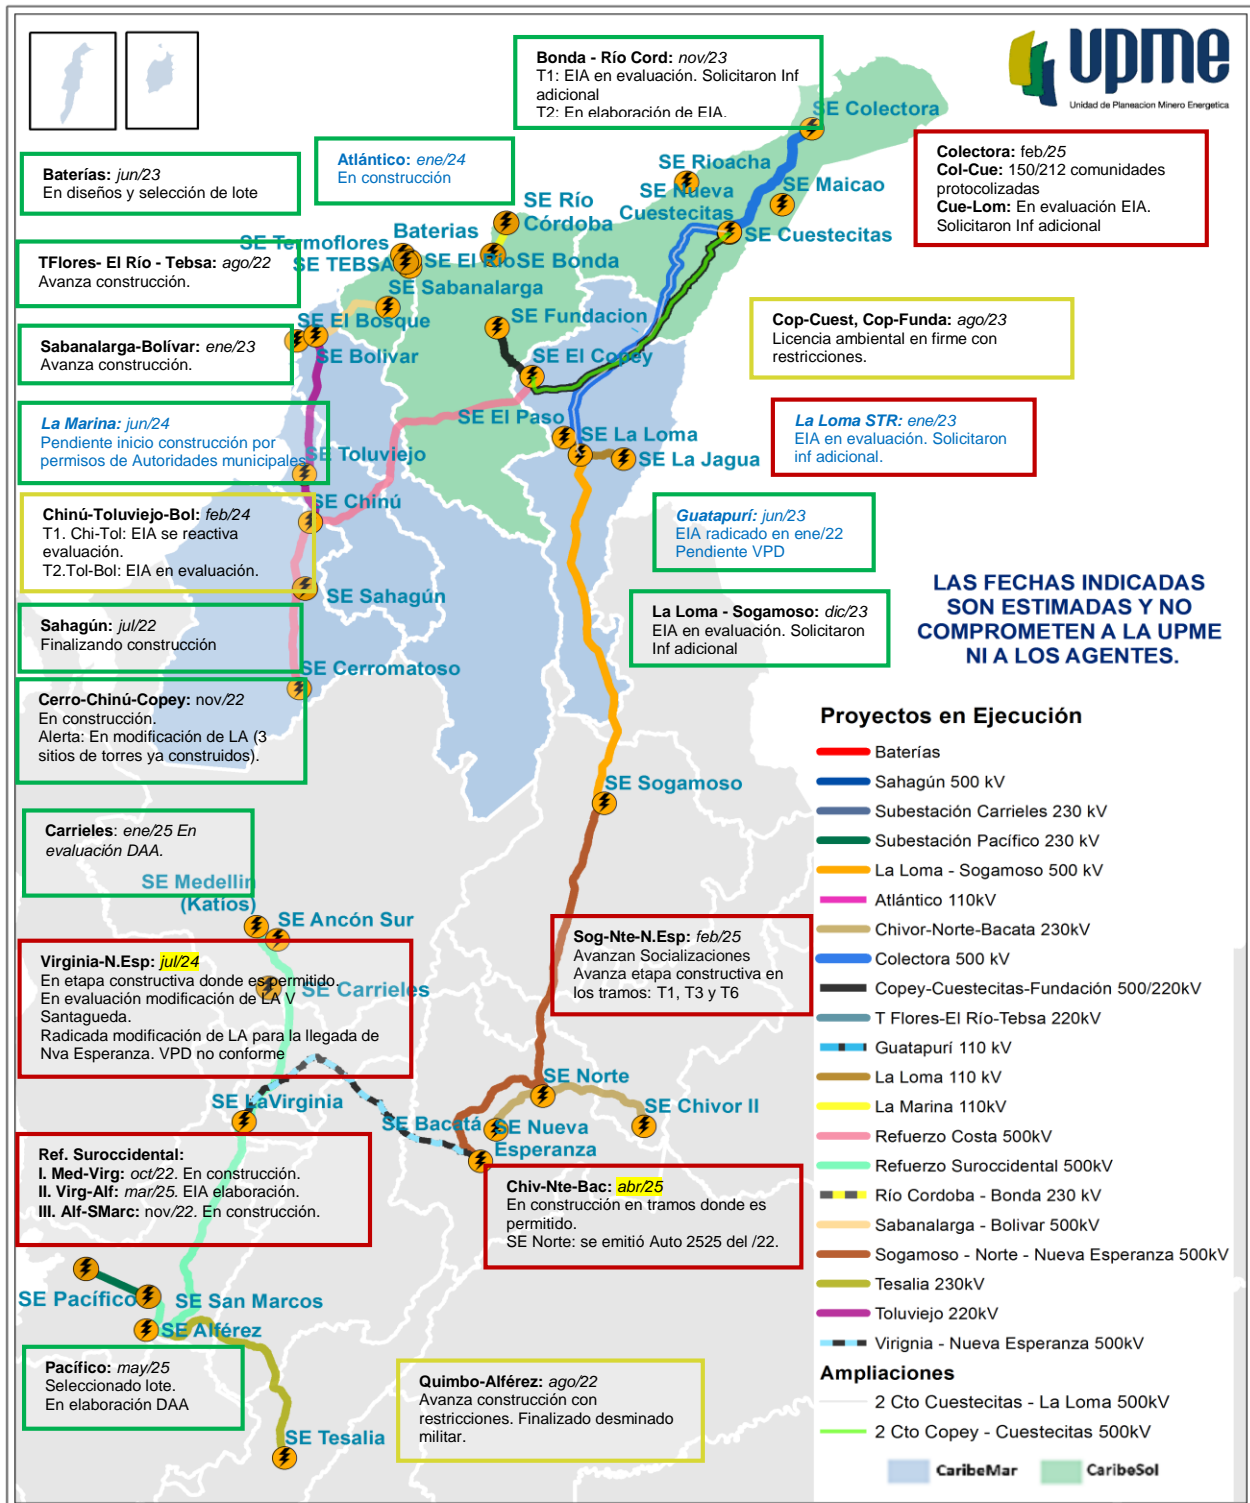 upme
Unidad de Planeacion Minero Energetica
Bonda - Río Cord: nov/23
T1: EIA en evaluación. Solicitaron Inf
adicional
T2: En elaboración de EIA.
Atlántico: ene/24
En construcción
Baterías: jun/23
En diseños y selección de lote
Colectora: feb/25
Col-Cue: 150/212 comunidades
protocolizadas
Cue-Lom: En evaluación EIA.
Solicitaron Inf adicional
SE Colectora
SE Rioacha
SE Nueva
Cuestecitas
SE Maicao
SE Cuestecitas
SE Río
Córdoba
Baterias
SE Termoflores
SE TEBSA
SE El Río
SE Bonda
SE Sabanalarga
TFlores- El Río - Tebsa: ago/22
Avanza construcción.
SE El Bosque
SE Bolivar
SE Fundacion
SE El Copey
Sabanalarga-Bolívar: ene/23
Avanza construcción.
Cop-Cuest, Cop-Funda: ago/23
Licencia ambiental en firme con
restricciones.
La Marina: jun/24
Pendiente inicio construcción por
permisos de Autoridades municipales
La Loma STR: ene/23
EIA en evaluación. Solicitaron
inf adicional.
SE El Paso
SE La Loma
SE La Jagua
SE Toluviejo
SE Chinú
Chinú-Toluviejo-Bol: feb/24
T1. Chi-Tol: EIA se reactiva
evaluación.
T2.Tol-Bol: EIA en evaluación.
Guatapurí: jun/23
EIA radicado en ene/22
Pendiente VPD
SE Sahagún
Sahagún: jul/22
Finalizando construcción
La Loma - Sogamoso: dic/23
EIA en evaluación. Solicitaron
Inf adicional
LAS FECHAS INDICADAS
SON ESTIMADAS Y NO
COMPROMETEN A LA UPME
NI A LOS AGENTES.
SE Cerromatoso
Cerro-Chinú-Copey: nov/22
En construcción.
Alerta: En modificación de LA (3
sitios de torres ya construidos).
SE Sogamoso
Carrieles: ene/25 En
evaluación DAA.
SE Medellin
(Katíos)
SE Ancón Sur
SE Carrieles
Virginia-N.Esp: jul/24
En etapa constructiva donde es permitido.
En evaluación modificación de LA V
Santagueda.
Radicada modificación de LA para la llegada de
Nva Esperanza. VPD no conforme
Sog-Nte-N.Esp: feb/25
Avanzan Socializaciones
Avanza etapa constructiva en
los tramos: T1, T3 y T6
SE LaVirginia
SE Norte
SE Chivor II
SE Bacatá
SE Nueva
Esperanza
Ref. Suroccidental:
I. Med-Virg: oct/22. En construcción.
II. Virg-Alf: mar/25. EIA elaboración.
III. Alf-SMarc: nov/22. En construcción.
Chiv-Nte-Bac: abr/25
En construcción en tramos donde es
permitido.
SE Norte: se emitió Auto 2525 del /22.
SE Pacífico
SE San Marcos
SE Alférez
Pacífico: may/25
Seleccionado lote.
En elaboración DAA
Quimbo-Alférez: ago/22
Avanza construcción con
restricciones. Finalizado desminado
militar.
SE Tesalia
Proyectos en Ejecución
Baterías
Sahagún 500 kV
Subestación Carrieles 230 kV
Subestación Pacífico 230 kV
La Loma - Sogamoso 500 kV
Atlántico 110kV
Chivor-Norte-Bacata 230kV
Colectora 500 kV
Copey-Cuestecitas-Fundación 500/220kV
T Flores-El Río-Tebsa 220kV
Guatapurí 110 kV
La Loma 110 kV
La Marina 110kV
Refuerzo Costa 500kV
Refuerzo Suroccidental 500kV
Río Cordoba - Bonda 230 kV
Sabanalarga - Bolivar 500kV
Sogamoso - Norte - Nueva Esperanza 500kV
Tesalia 230kV
Toluviejo 220kV
Virignia - Nueva Esperanza 500kV
Ampliaciones
2 Cto Cuestecitas - La Loma 500kV
2 Cto Copey - Cuestecitas 500kV
CaribeMar
CaribeSol